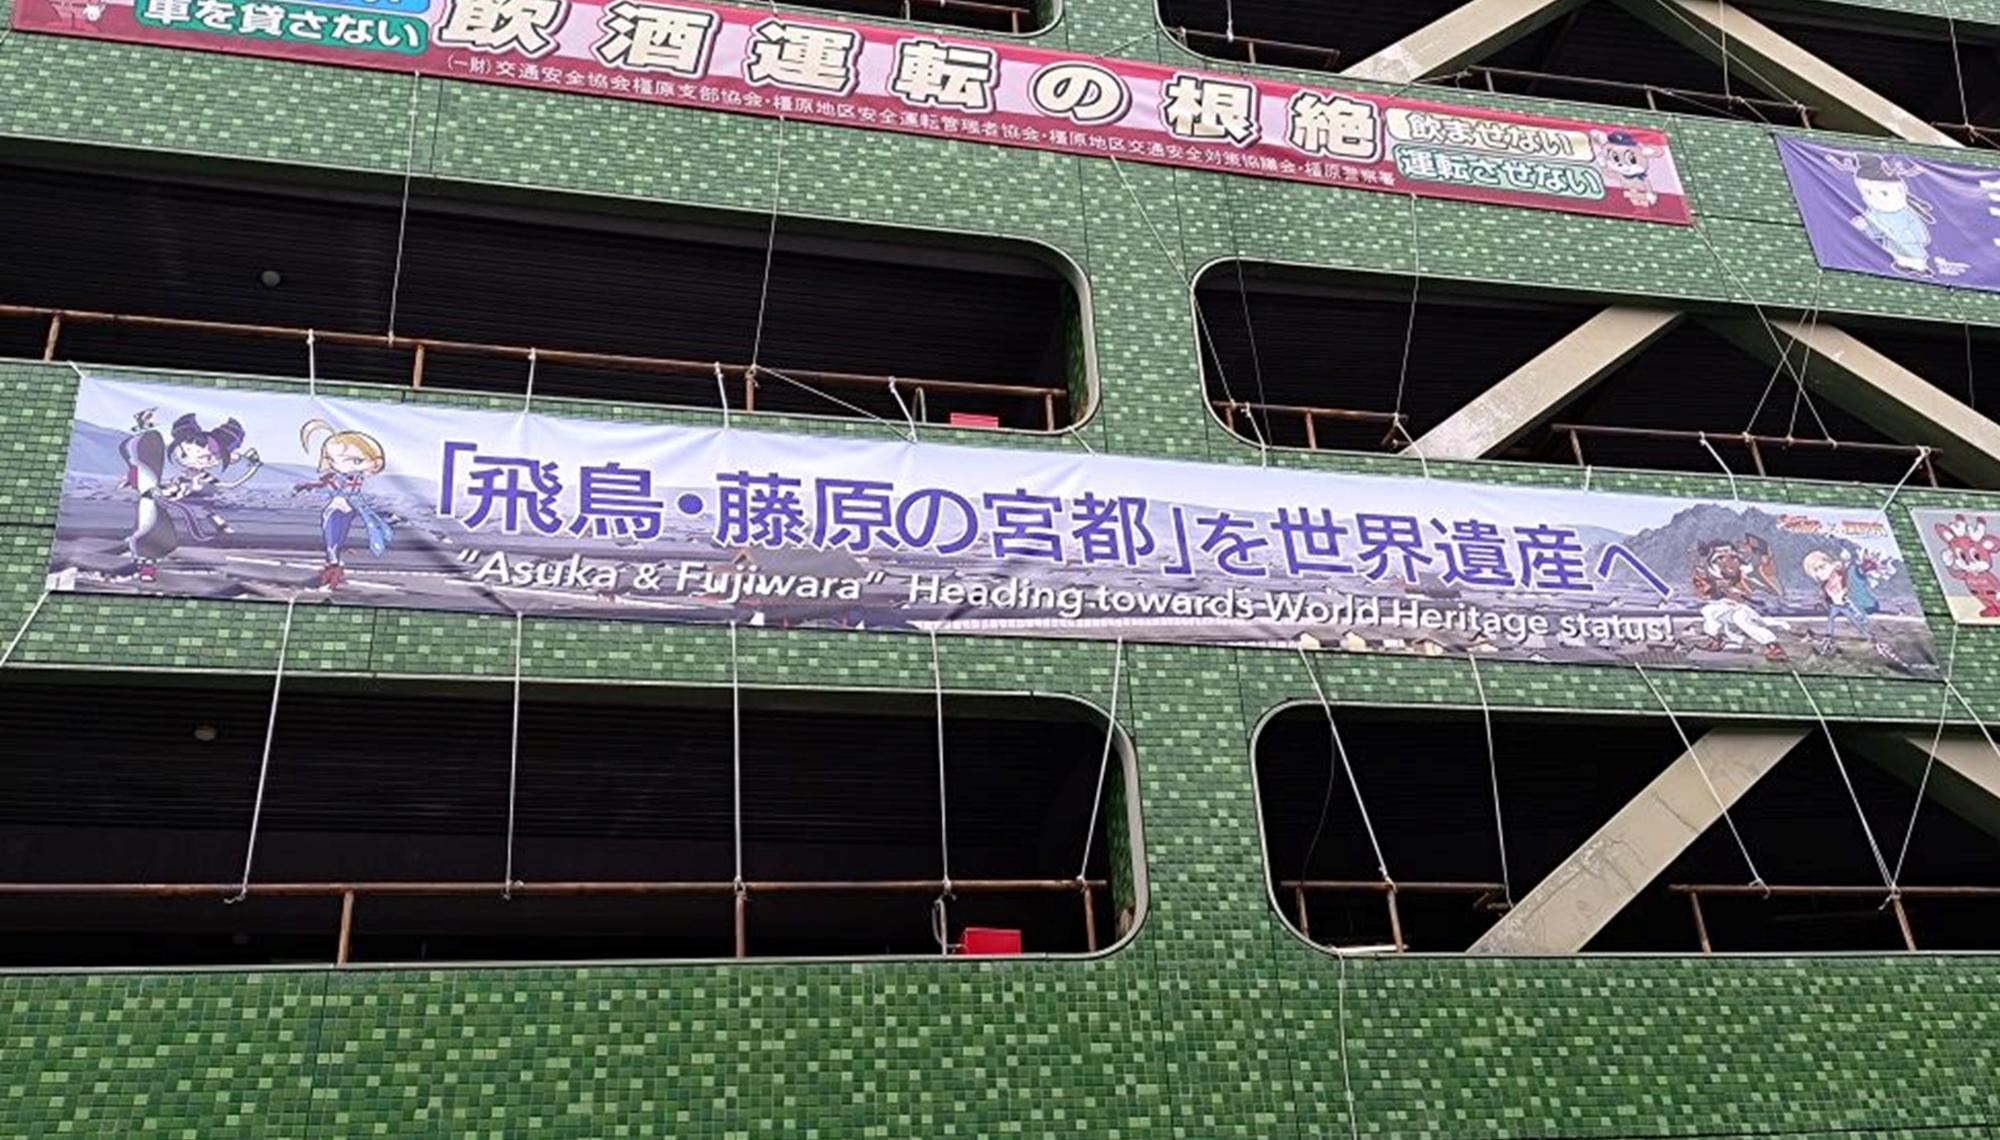 車を貸さない
飲酒運転の根絶
(一財)交通安全協会橿原支部協会・橿原地区安全運転管理者協会・橿原地区交通安全対策協議会・橿原警察署
飲ませない
運転させない
「飛鳥・藤原の宮都」を世界遺産へ
“Asuka & Fujiwara” Heading towards World Heritage status!